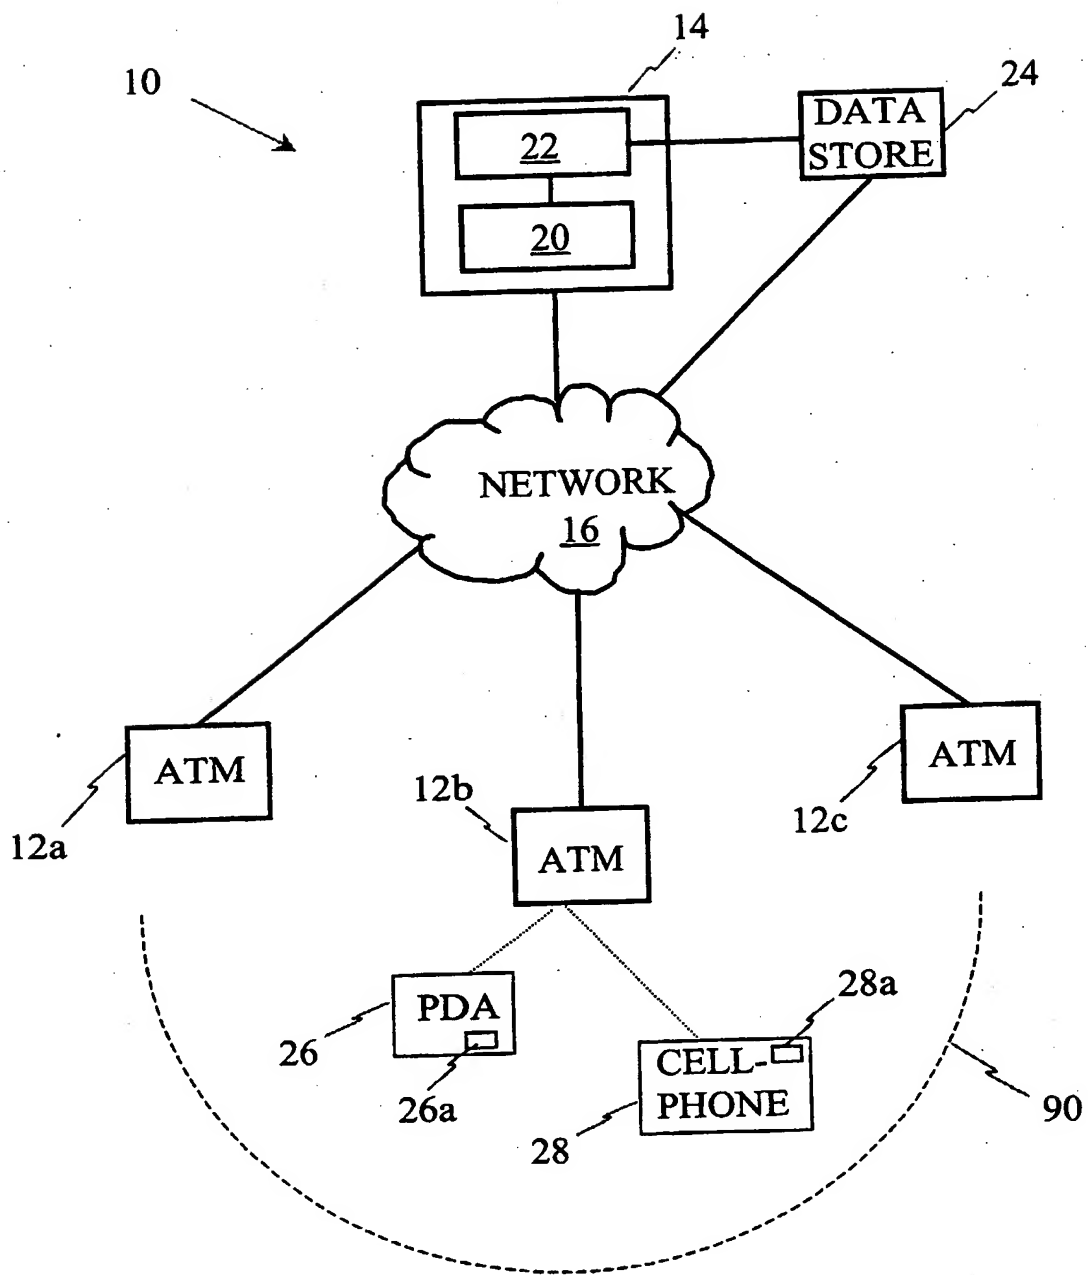 14
10
24
DATA
STORE
22
20
NETWORK
16
ATM
12a
12b
ATM
ATM
12c
PDA
26
26a
28a
CELL-
PHONE
28
90